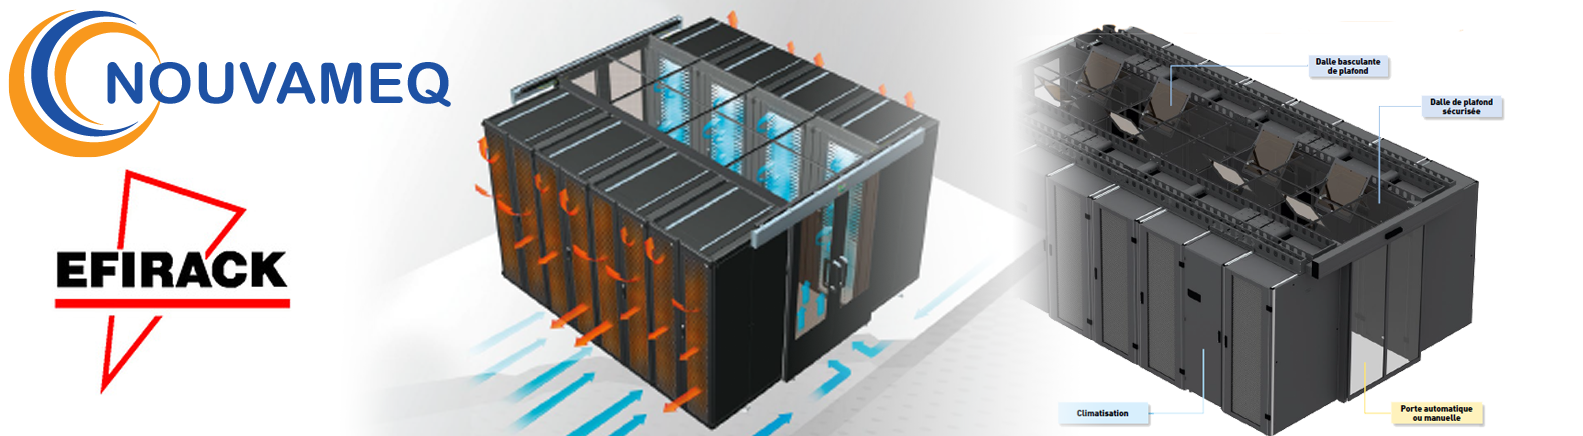 NOUVAMEQ
EFIRACK
Dalle basculante
de plafond
Dalle de plafond
sécurisée
Climatisation
Porte automatique
ou manuelle